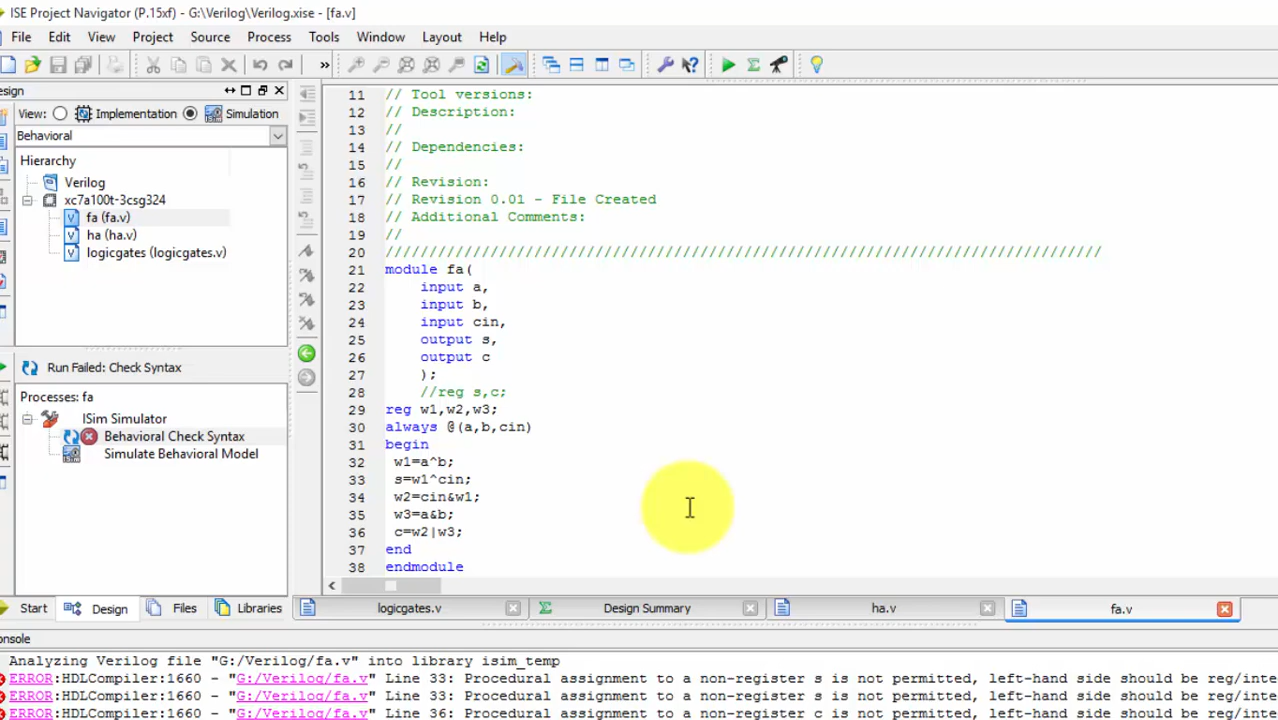 ISE Project Navigator (P.15xf) - G:\Verilog\Verilog.xise - [fa.v]
File Edit View Project Source Process Tools Window Layout Help
esign
View: Implementation Simulation
Behavioral
Hierarchy
Verilog
xc7a100t-3csg324
fa (fa.v)
ha (ha.v)
logicgates (logicgates.v)
Run Failed: Check Syntax
Processes: fa
ISim Simulator
Behavioral Check Syntax
Simulate Behavioral Model
Start Design Files Libraries
11 // Tool versions:
12 // Description:
13 //
14 // Dependencies:
15 //
16 // Revision:
17 // Revision 0.01 - File Created
18 // Additional Comments:
19 //
20 //////////////////////////////////////////////////////////////////////////////////
21 module fa(
22 input a,
23 input b,
24 input cin,
25 output s,
26 output c
27 );
28 //reg s,c;
29 reg w1,w2,w3;
30 always @(a,b,cin)
31 begin
32 w1=a^b;
33 s=w1^cin;
34 w2=cin&w1;
35 w3=a&b;
36 c=w2|w3;
37 end
38 endmodule
logicgates.v Design Summary ha.v fa.v
onsole
Analyzing Verilog file "G:/Verilog/fa.v" into library isim_temp
ERROR:HDLCompiler:1660 - "G:/Verilog/fa.v" Line 33: Procedural assignment to a non-register s is not permitted, left-hand side should be reg/inte
ERROR:HDLCompiler:1660 - "G:/Verilog/fa.v" Line 33: Procedural assignment to a non-register s is not permitted, left-hand side should be reg/inte
ERROR:HDLCompiler:1660 - "G:/Verilog/fa.v" Line 36: Procedural assignment to a non-register c is not permitted, left-hand side should be reg/inte